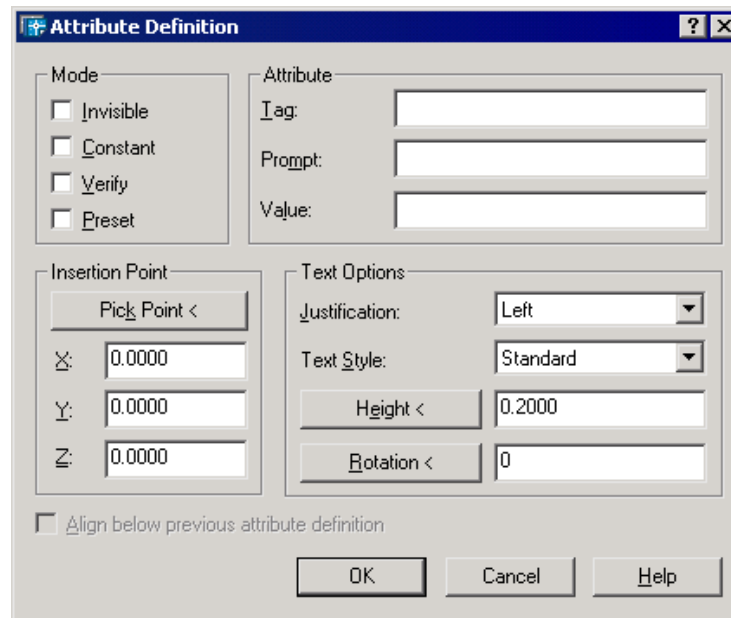 Attribute Definition
Mode
Invisible
Constant
Verify
Preset
Attribute
Tag:
Prompt:
Value:
Insertion Point
Pick Point <
X: 0.0000
Y: 0.0000
Z: 0.0000
Text Options
Justification: Left
Text Style: Standard
Height < 0.2000
Rotation < 0
Align below previous attribute definition
OK Cancel Help